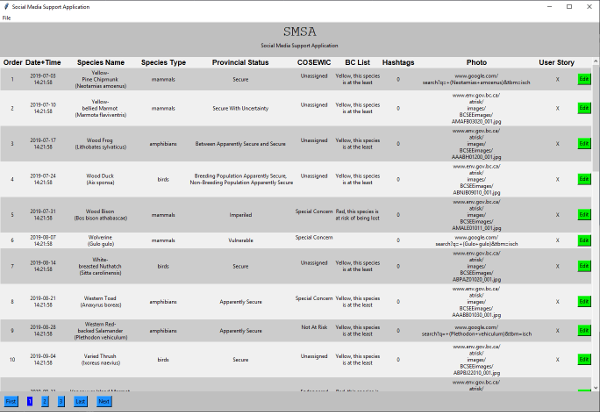 Social Media Support Application
File
SMSA
Social Media Support Application
Order Date+Time Species Name Species Type Provincial Status COSEWIC BC List Hashtags Photo User Story
1 2019-07-03 14:21:58 Yellow-Pine Chipmunk (Neotamias amoenus) mammals Secure Unassigned Yellow, this species is at the least 0 www.google.com/search?q=+(Neotamias+amoenus)&tbm=isch X Edit
2 2019-07-10 14:21:58 Yellow-bellied Marmot (Marmota flaviventris) mammals Secure With Uncertainty Unassigned Yellow, this species is at the least 0 www.env.gov.bc.ca/atrisk/images/BCSEEimages/AMAFB03020_001.jpg X Edit
3 2019-07-17 14:21:58 Wood Frog (Lithobates sylvaticus) amphibians Between Apparently Secure and Secure Unassigned Yellow, this species is at the least 0 www.env.gov.bc.ca/atrisk/images/BCSEEimages/AAABH01200_001.jpg X Edit
4 2019-07-24 14:21:58 Wood Duck (Aix sponsa) birds Breeding Population Apparently Secure, Non-Breeding Population Apparently Secure Unassigned Yellow, this species is at the least 0 www.env.gov.bc.ca/atrisk/images/BCSEEimages/ABNJB09010_001.jpg X Edit
5 2019-07-31 14:21:58 Wood Bison (Bos bison athabascae) mammals Imperiled Special Concern Red, this species is at risk of being lost 0 www.env.gov.bc.ca/atrisk/images/BCSEEimages/AMALE01011_001.jpg X Edit
6 2019-08-07 14:21:58 Wolverine (Gulo gulo) mammals Vulnerable Special Concern 0 www.google.com/search?q=+(Gulo+gulo)&tbm=isch X Edit
7 2019-08-14 14:21:58 White-breasted Nuthatch (Sitta carolinensis) birds Secure Unassigned Yellow, this species is at the least 0 www.env.gov.bc.ca/atrisk/images/BCSEEimages/ABPAZ01020_001.jpg X Edit
8 2019-08-21 14:21:58 Western Toad (Anaxyrus boreas) amphibians Apparently Secure Special Concern Yellow, this species is at the least 0 www.env.gov.bc.ca/atrisk/images/BCSEEimages/AAABB01030_001.jpg X Edit
9 2019-08-28 14:21:58 Western Red-backed Salamander (Plethodon vehiculum) amphibians Apparently Secure Not At Risk Yellow, this species is at the least 0 www.google.com/search?q=+(Plethodon+vehiculum)&tbm=isch X Edit
10 2019-09-04 14:21:58 Varied Thrush (Ixoreus naevius) birds Secure Unassigned Yellow, this species is at the least 0 www.env.gov.bc.ca/atrisk/images/BCSEEimages/ABPBJ22010_001.jpg X Edit
First 1 2 3 Last Next